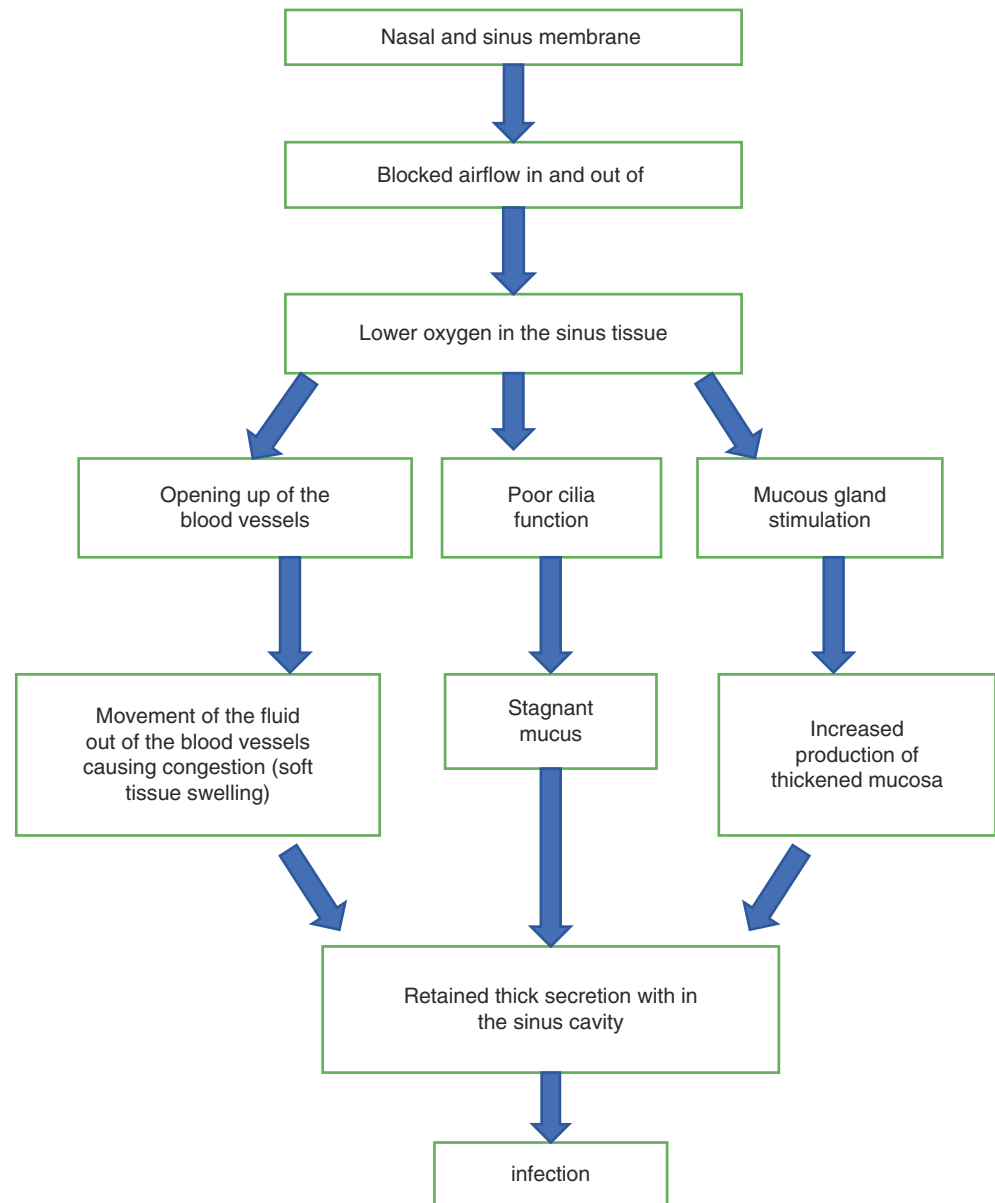 Nasal and sinus membrane
Blocked airflow in and out of
Lower oxygen in the sinus tissue
Opening up of the
blood vessels
Poor cilia
function
Mucous gland
stimulation
Movement of the fluid
out of the blood vessels
causing congestion (soft
tissue swelling)
Stagnant
mucus
Increased
production of
thickened mucosa
Retained thick secretion with in
the sinus cavity
infection